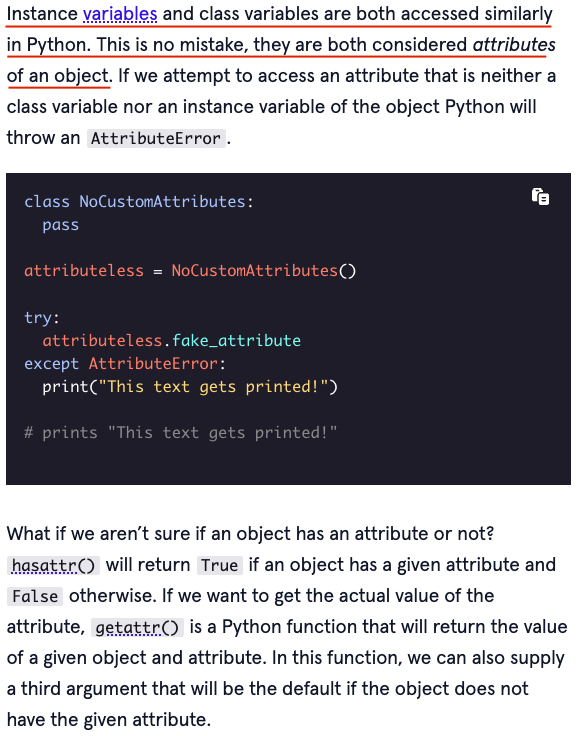 Instance variables and class variables are both accessed similarly
in Python. This is no mistake, they are both considered attributes
of an object. If we attempt to access an attribute that is neither a
class variable nor an instance variable of the object Python will
throw an AttributeError.
class NoCustomAttributes:
  pass
attributeless = NoCustomAttributes()
try:
  attributeless.fake_attribute
except AttributeError:
  print("This text gets printed!")
# prints "This text gets printed!"
What if we aren’t sure if an object has an attribute or not?
hasattr() will return True if an object has a given attribute and
False otherwise. If we want to get the actual value of the
attribute, getattr() is a Python function that will return the value
of a given object and attribute. In this function, we can also supply
a third argument that will be the default if the object does not
have the given attribute.